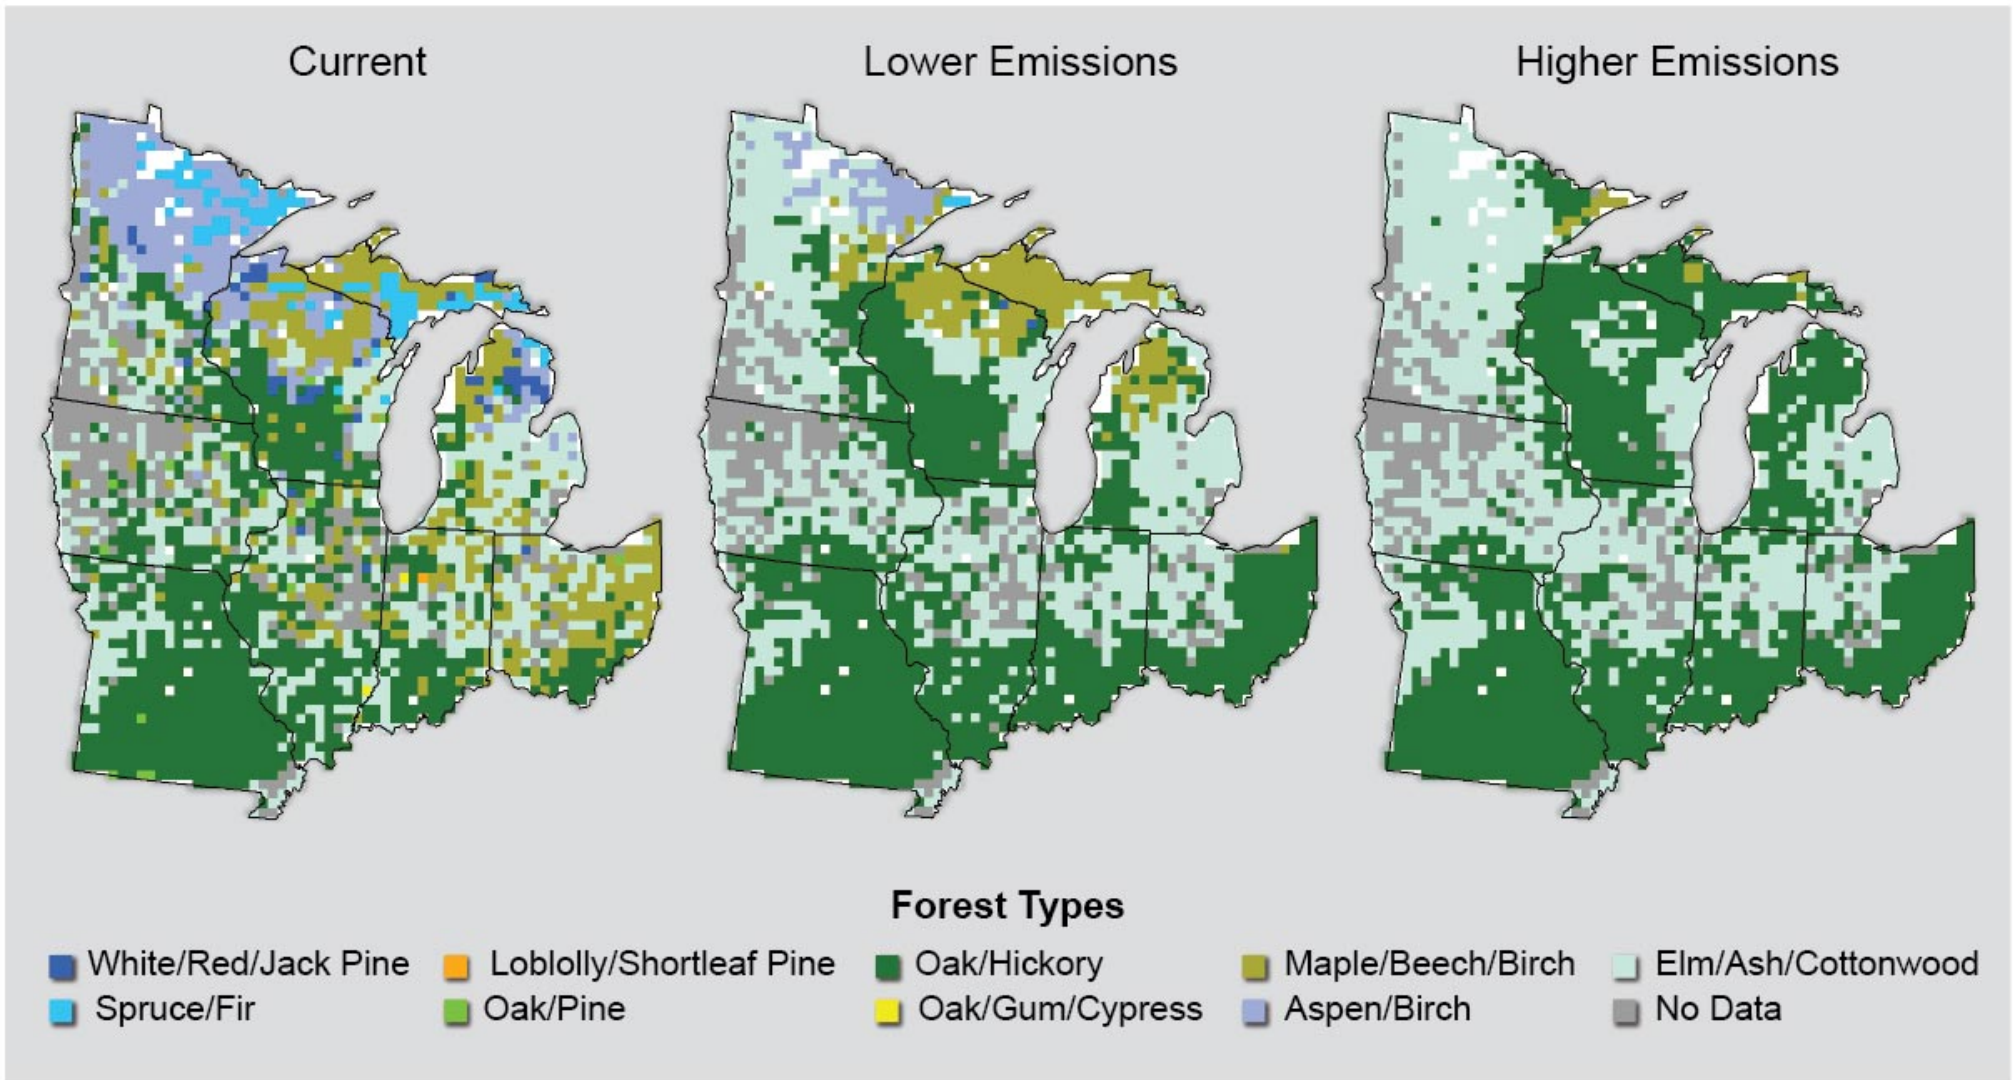 Current Lower Emissions Higher Emissions
Forest Types
White/Red/Jack Pine Loblolly/Shortleaf Pine Oak/Hickory Maple/Beech/Birch Elm/Ash/Cottonwood
Spruce/Fir Oak/Pine Oak/Gum/Cypress Aspen/Birch No Data